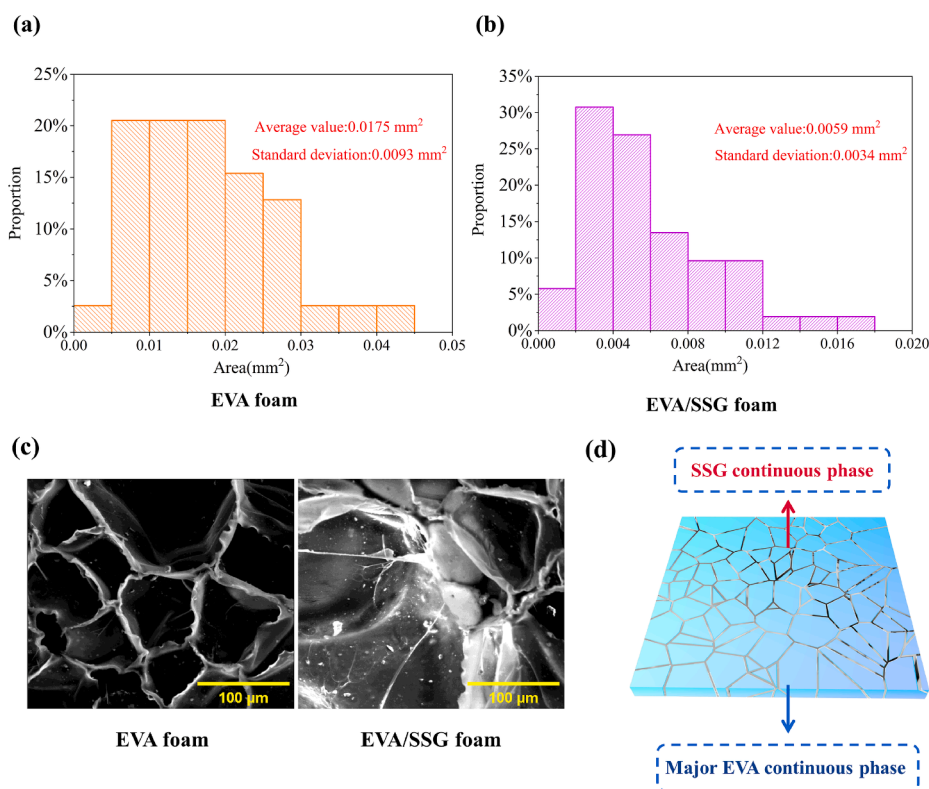 (a)
25%
20%
15%
10%
5%
0%
Proportion
Average value:0.0175 mm²
Standard deviation:0.0093 mm²
0.00 0.01 0.02 0.03 0.04 0.05
Area(mm²)
EVA foam
(b)
35%
30%
25%
20%
15%
10%
5%
0%
Proportion
Average value:0.0059 mm²
Standard deviation:0.0034 mm²
0.000 0.004 0.008 0.012 0.016 0.020
Area(mm²)
EVA/SSG foam
(c)
100 μm
100 μm
EVA foam
EVA/SSG foam
(d)
SSG continuous phase
Major EVA continuous phase